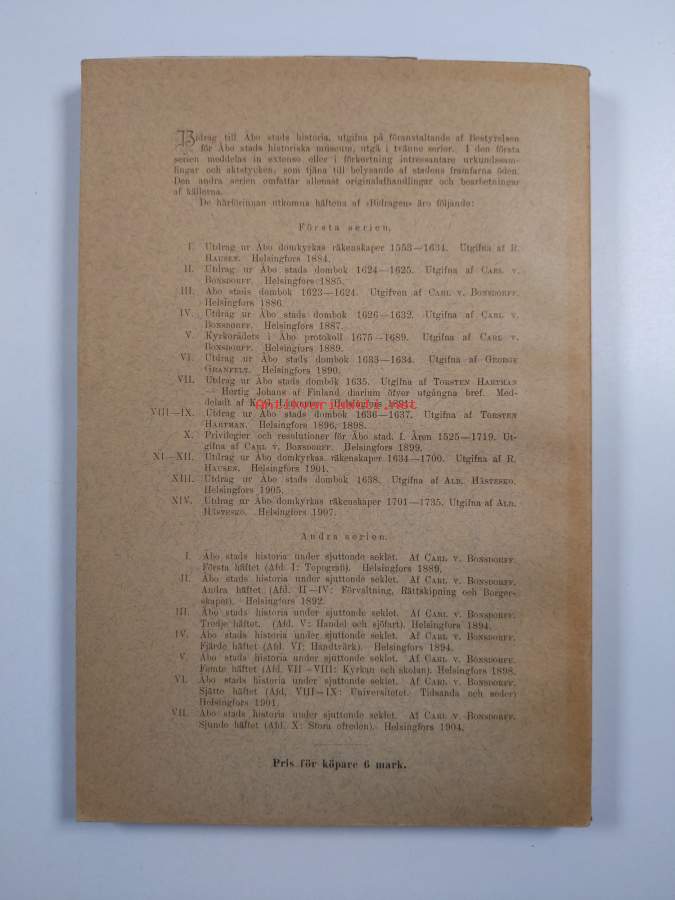 Bidrag till Åbo stads historia, utgifna på föranstaltande af Bestyrelsen
för Åbo stads historiska museum, utgå i tvänne serier. I den första
serien meddelas in extenso eller i förkortning intressantare urkundssam-
lingar och aktstycken, som tjäna till belysande af stadens framfarna öden.
Den andra serien omfattar allenast originalafhandlingar och bearbetningar
af källorna.
De härförinnan utkomna häftena af »Bidragen» äro följande:
Första serien.
I. Utdrag ur Åbo domkyrkas räkenskaper 1553—1634. Utgifna af R.
Hausen. Helsingfors 1884.
II. Utdrag ur Åbo stads dombok 1624—1625. Utgifna af Carl v.
Bonsdorff. Helsingfors 1885.
III. Åbo stads dombok 1623—1624. Utgifven af Carl v. Bonsdorff.
Helsingfors 1886.
IV. Utdrag ur Åbo stads dombok 1626—1632. Utgifna af Carl v.
Bonsdorff. Helsingfors 1887.
V. Kyrkorådets i Åbo protokoll 1675—1689. Utgifna af Carl v.
Bonsdorff. Helsingfors 1889.
VI. Utdrag ur Åbo stads dombok 1633—1634. Utgifna af George
Granfelt. Helsingfors 1890.
VII. Utdrag ur Åbo stads dombok 1635. Utgifna af Torsten Hartman
— Hertig Johans af Finland diarium öfver utgångna bref. Med-
deladt af K. G. Leinberg. Helsingfors 1891.
antikvariaattialfa.net
VIII—IX. Utdrag ur Åbo stads dombok 1636—1637. Utgifna af Torsten
Hartman. Helsingfors 1896, 1898.
X. Privilegier och resolutioner för Åbo stad. I. Åren 1525—1719. Ut-
gifna af Carl v. Bonsdorff. Helsingfors 1899.
XI—XII. Utdrag ur Åbo domkyrkas räkenskaper 1634—1700. Utgifna af R.
Hausen. Helsingfors 1901.
XIII. Utdrag ur Åbo stads dombok 1638. Utgifna af Ald. Hästesko.
Helsingfors 1905.
XIV. Utdrag ur Åbo domkyrkas räkenskaper 1701—1735. Utgifna af Ald.
Hästesko. Helsingfors 1907.
Andra serien.
I. Åbo stads historia under sjuttonde seklet. Af Carl v. Bonsdorff.
Första häftet (Afd. I: Topografi). Helsingfors 1889.
II. Åbo stads historia under sjuttonde seklet. Af Carl v. Bonsdorff.
Andra häftet (Afd. II—IV: Förvaltning, Rättskipning och Borger-
skapet). Helsingfors 1892.
III. Åbo stads historia under sjuttonde seklet. Af Carl v. Bonsdorff.
Tredje häftet. (Afd. V: Handel och sjöfart). Helsingfors 1894.
IV. Åbo stads historia under sjuttonde seklet. Af Carl v. Bonsdorff.
Fjärde häftet (Afd. VI: Handtvärk). Helsingfors 1894.
V. Åbo stads historia under sjuttonde seklet. Af Carl v. Bonsdorff.
Femte häftet (Afd. VII—VIII: Kyrkan och skolan). Helsingfors 1898.
VI. Åbo stads historia under sjuttonde seklet. Af Carl v. Bonsdorff.
Sjätte häftet (Afd. VIII—IX: Universitetet. Tidsanda och seder)
Helsingfors 1901.
VII. Åbo stads historia under sjuttonde seklet. Af Carl v. Bonsdorff.
Sjunde häftet (Afd. X: Stora ofreden). Helsingfors 1904.
Pris för köpare 6 mark.